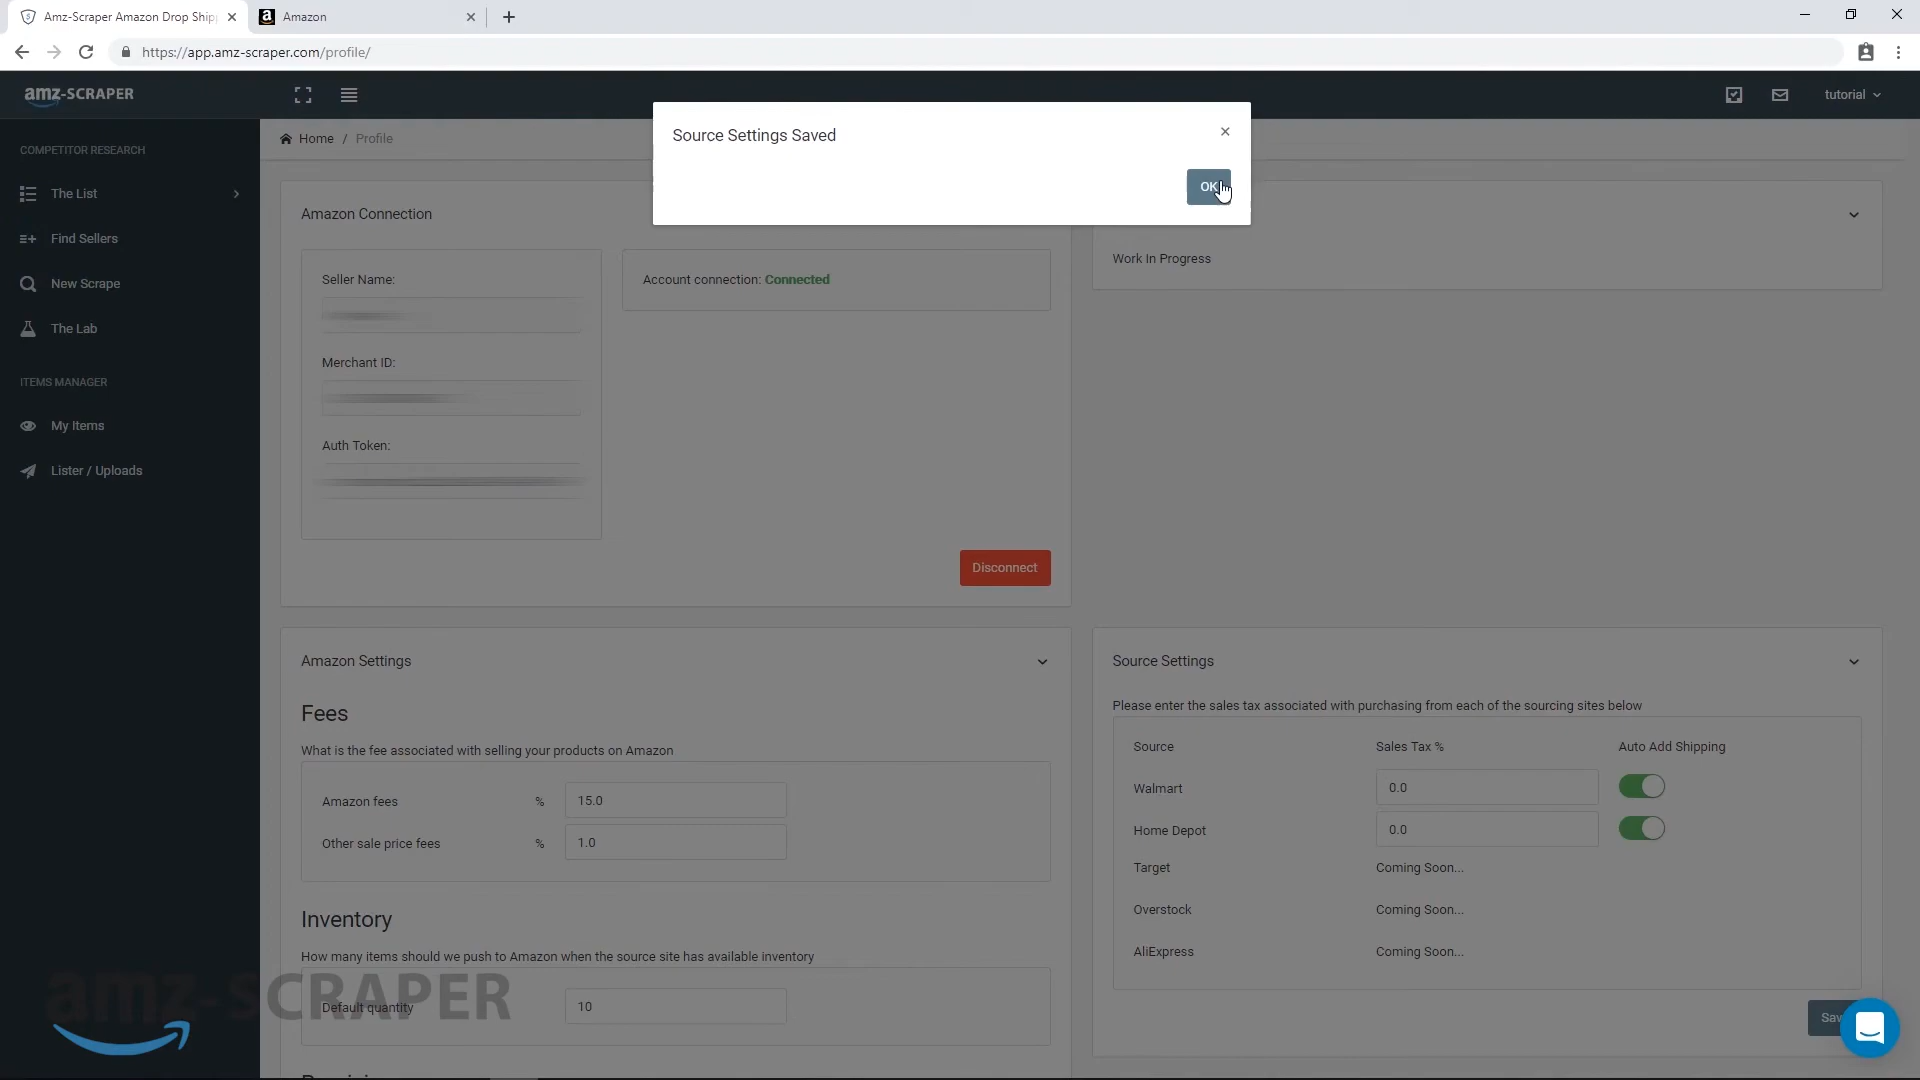 Amz-Scraper Amazon Drop Ship
Amazon
https://app.amz-scraper.com/profile/
amz-SCRAPER
tutorial
COMPETITOR RESEARCH
The List
Find Sellers
New Scrape
The Lab
ITEMS MANAGER
My Items
Lister / Uploads
Home / Profile
Source Settings Saved
OK
Amazon Connection
Seller Name:
Merchant ID:
Auth Token:
Account connection: Connected
Disconnect
Work In Progress
Amazon Settings
Fees
What is the fee associated with selling your products on Amazon
Amazon fees % 15.0
Other sale price fees % 1.0
Inventory
How many items should we push to Amazon when the source site has available inventory
Default quantity 10
Source Settings
Please enter the sales tax associated with purchasing from each of the sourcing sites below
Source Sales Tax % Auto Add Shipping
Walmart 0.0
Home Depot 0.0
Target Coming Soon...
Overstock Coming Soon...
AliExpress Coming Soon...
amz-SCRAPER